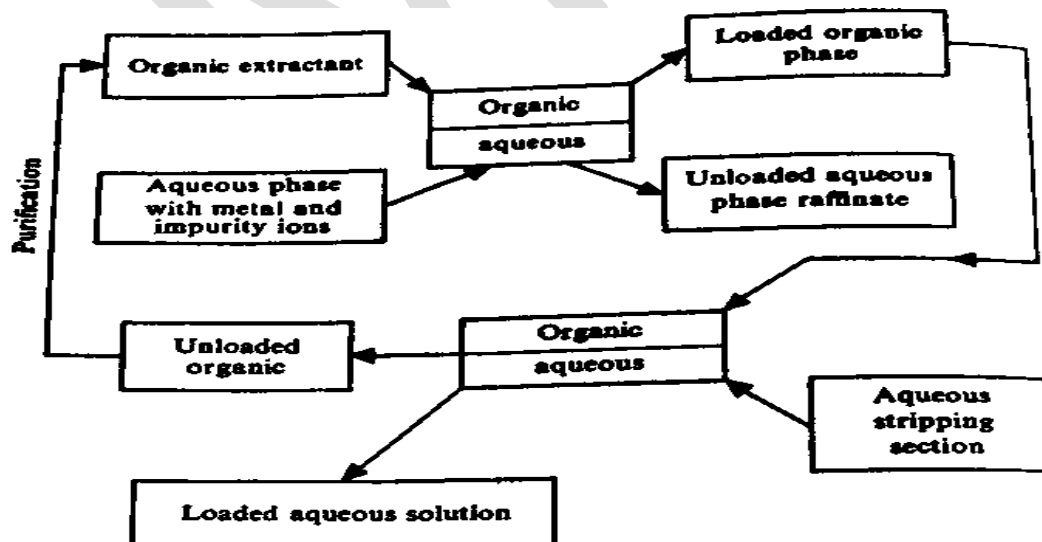 Organic extractant
Loaded organic
phase
Organic
aqueous
Aqueous phase
with metal and
impurity ions
Unloaded aqueous
phase raffinate
Purification
Unloaded
organic
Organic
aqueous
Aqueous
stripping
section
Loaded aqueous solution